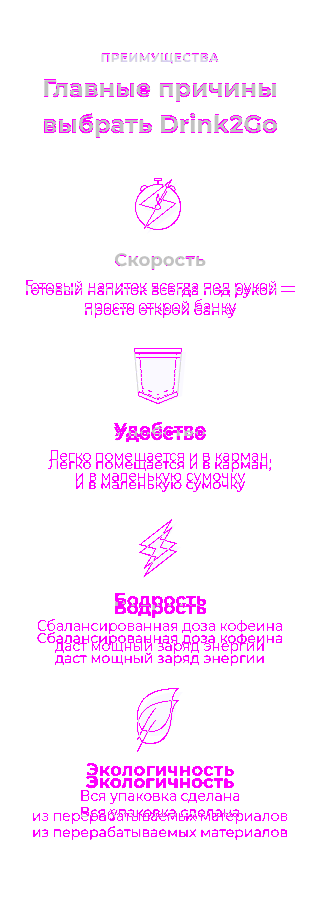 ПРЕИМУЩЕСТВА
Главные причины
выбрать Drink2Go
Скорость
Готовый напиток всегда под рукой —
просто открой банку
Удобство
Легко помещается и в карман,
и в маленькую сумочку
Бодрость
Сбалансированная доза кофеина
даст мощный заряд энергии
Экологичность
Вся упаковка сделана
из перерабатываемых материалов